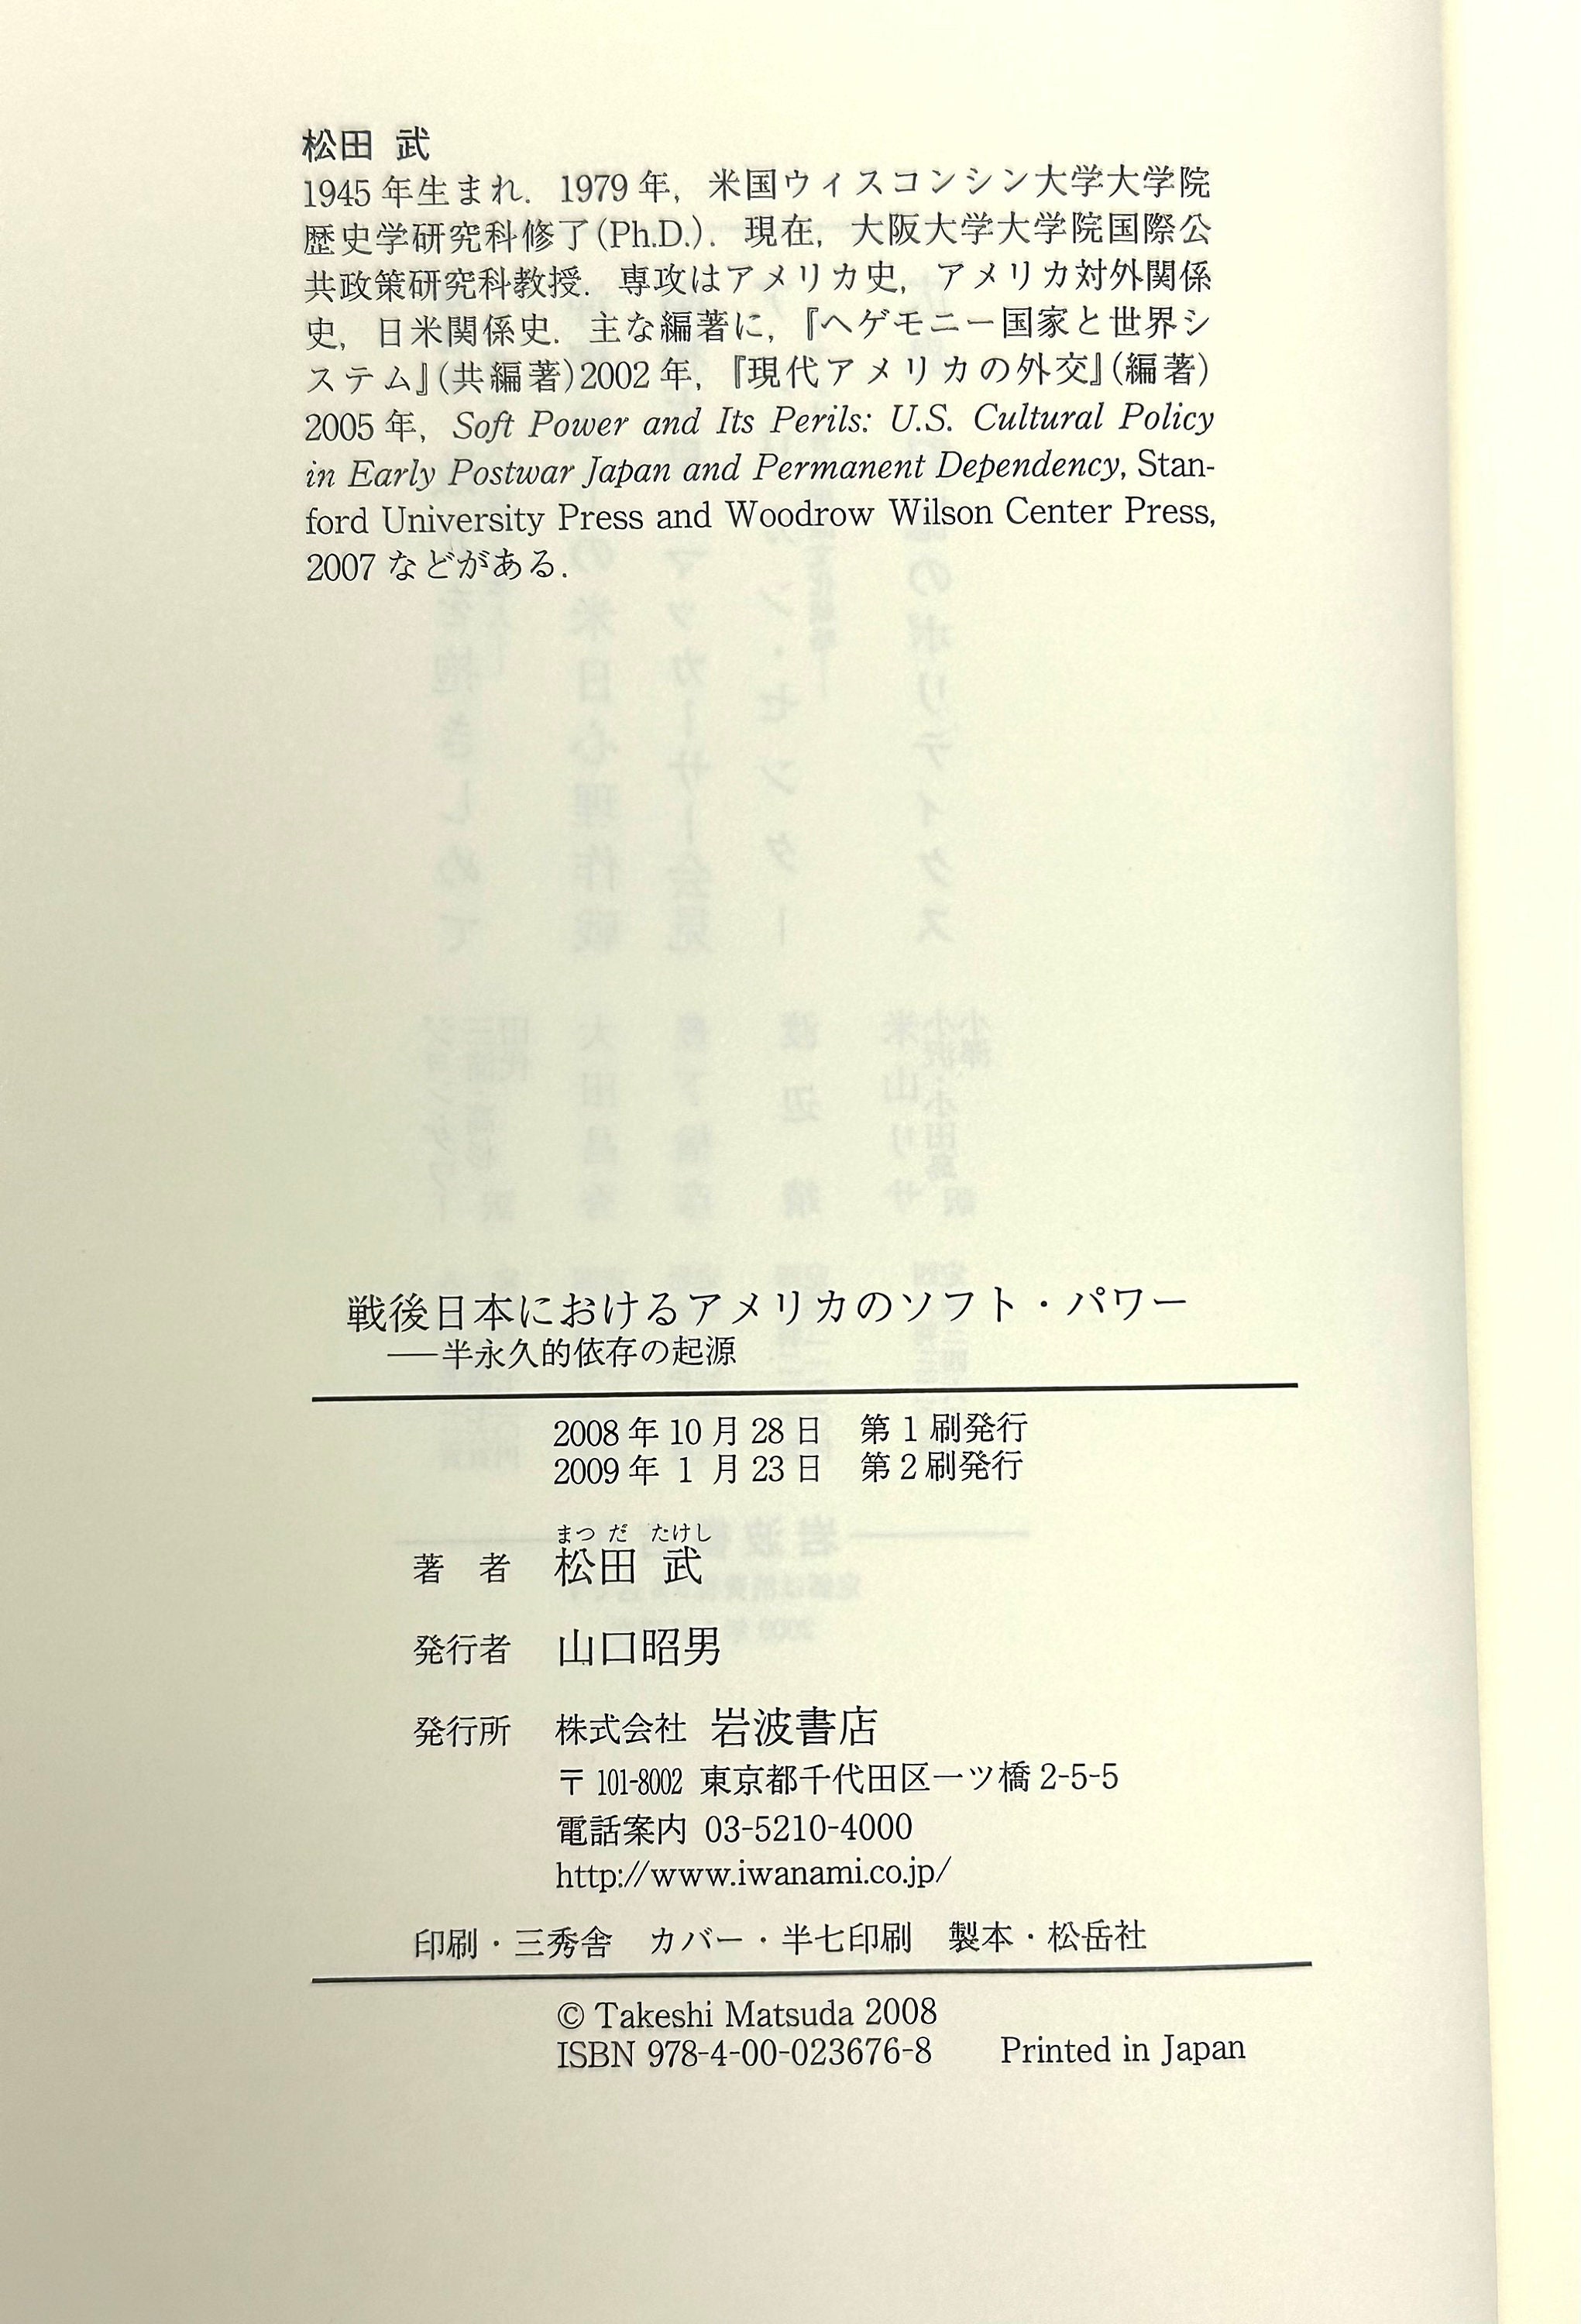 松田 武
1945年生まれ．1979年，米国ウィスコンシン大学大学院
歴史学研究科修了(Ph.D.)．現在，大阪大学大学院国際公
共政策研究科教授．専攻はアメリカ史，アメリカ対外関係
史，日米関係史．主な編著に，『ヘゲモニー国家と世界シ
ステム』(共編著)2002年，『現代アメリカの外交』(編著)
2005年，Soft Power and Its Perils: U.S. Cultural Policy
in Early Postwar Japan and Permanent Dependency, Stan-
ford University Press and Woodrow Wilson Center Press,
2007などがある．
戦後日本におけるアメリカのソフト・パワー
――半永久的依存の起源
2008年10月28日 第1刷発行
2009年1月23日 第2刷発行
まつ だ たけし
著 者 松田 武
発行者 山口昭男
発行所 株式会社 岩波書店
〒101-8002 東京都千代田区一ツ橋2-5-5
電話案内 03-5210-4000
http://www.iwanami.co.jp/
印刷・三秀舎 カバー・半七印刷 製本・松岳社
© Takeshi Matsuda 2008
ISBN 978-4-00-023676-8 Printed in Japan